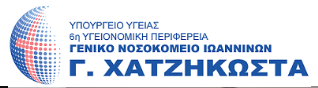 ΥΠΟΥΡΓΕΙΟ ΥΓΕΙΑΣ
6η ΥΓΕΙΟΝΟΜΙΚΗ ΠΕΡΙΦΕΡΕΙΑ
ΓΕΝΙΚΟ ΝΟΣΟΚΟΜΕΙΟ ΙΩΑΝΝΙΝΩΝ
Γ. ΧΑΤΖΗΚΩΣΤΑ